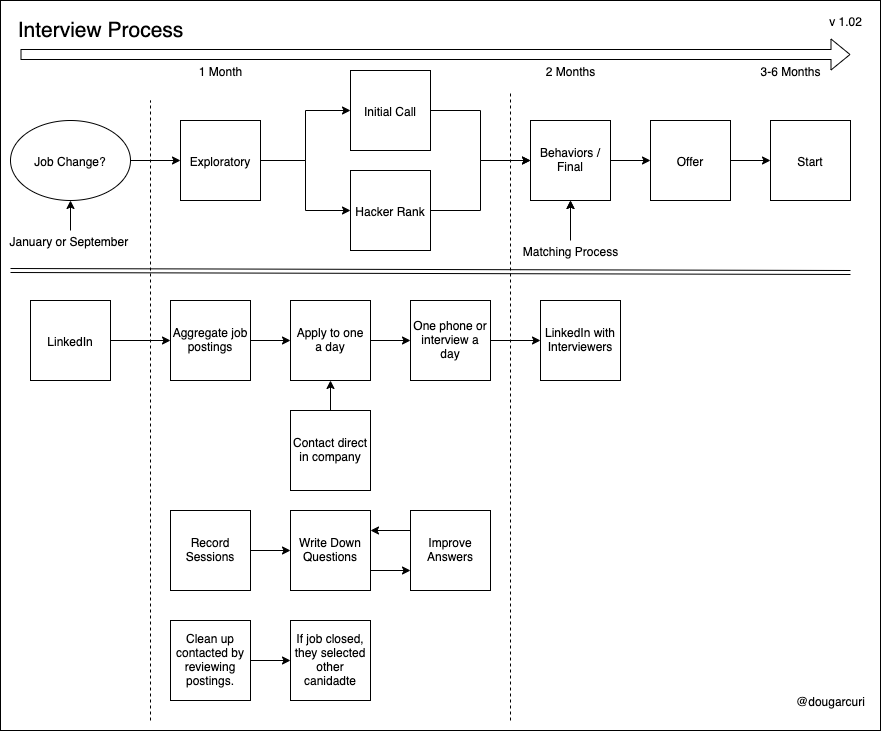 Interview Process
v 1.02
1 Month
2 Months
3-6 Months
Job Change?
Exploratory
Initial Call
Hacker Rank
Behaviors /
Final
Offer
Start
January or September
Matching Process
LinkedIn
Aggregate job
postings
Apply to one
a day
One phone or
interview a
day
LinkedIn with
Interviewers
Contact direct
in company
Record
Sessions
Write Down
Questions
Improve
Answers
Clean up
contacted by
reviewing
postings.
If job closed,
they selected
other
canidadte
@dougarcuri